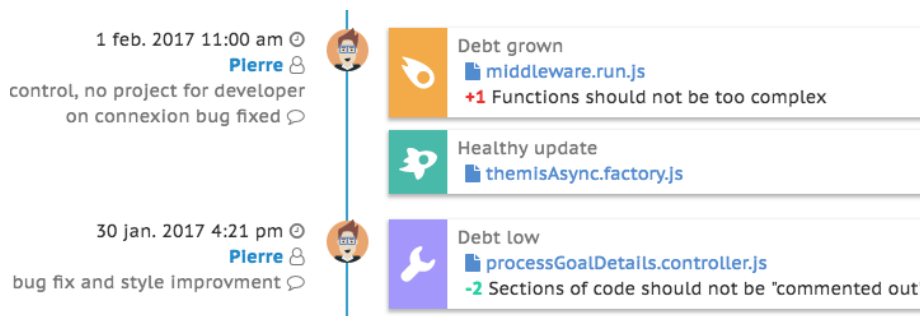 1 feb. 2017 11:00 am
Pierre
control, no project for developer
on connexion bug fixed
Debt grown
middleware.run.js
+1 Functions should not be too complex
Healthy update
themisAsync.factory.js
30 jan. 2017 4:21 pm
Pierre
bug fix and style improvment
Debt low
processGoalDetails.controller.js
-2 Sections of code should not be "commented out"